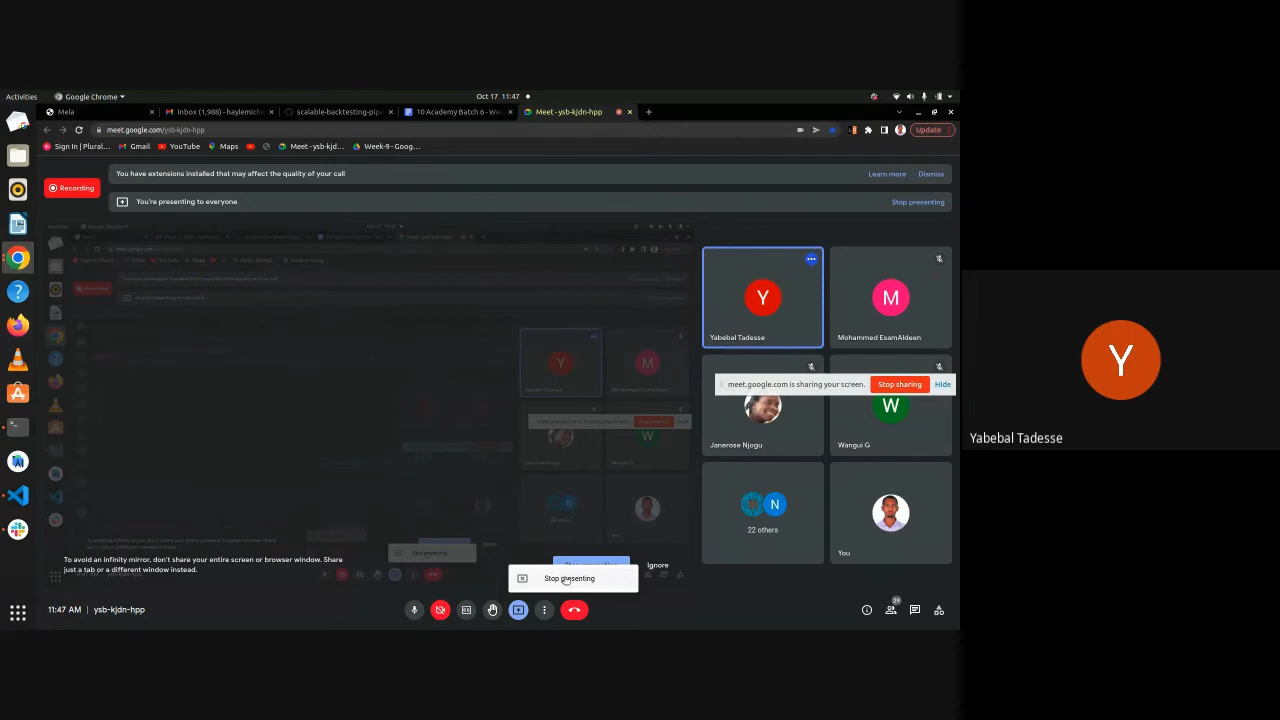 Activities
Google Chrome
Oct 17 11:47
Mela
Inbox (1,988) - haylemich
scalable-backtesting-pip
10 Academy Batch 6 - We
Meet - ysb-kjdn-hpp
meet.google.com/ysb-kjdn-hpp
Update
Sign In | Plural...
Gmail
YouTube
Maps
Meet - ysb-kjd...
Week-9 - Goog...
You have extensions installed that may affect the quality of your call
Learn more
Dismiss
Recording
You're presenting to everyone
Stop presenting
Y
Yabebal Tadesse
M
Mohammed EsamAldeen
meet.google.com is sharing your screen.
Stop sharing
Hide
Janerose Njogu
W
Wangui G
N
22 others
You
To avoid an infinity mirror, don't share your entire screen or browser window. Share
just a tab or a different window instead.
Ignore
Stop presenting
11:47 AM | ysb-kjdn-hpp
29
Y
Yabebal Tadesse